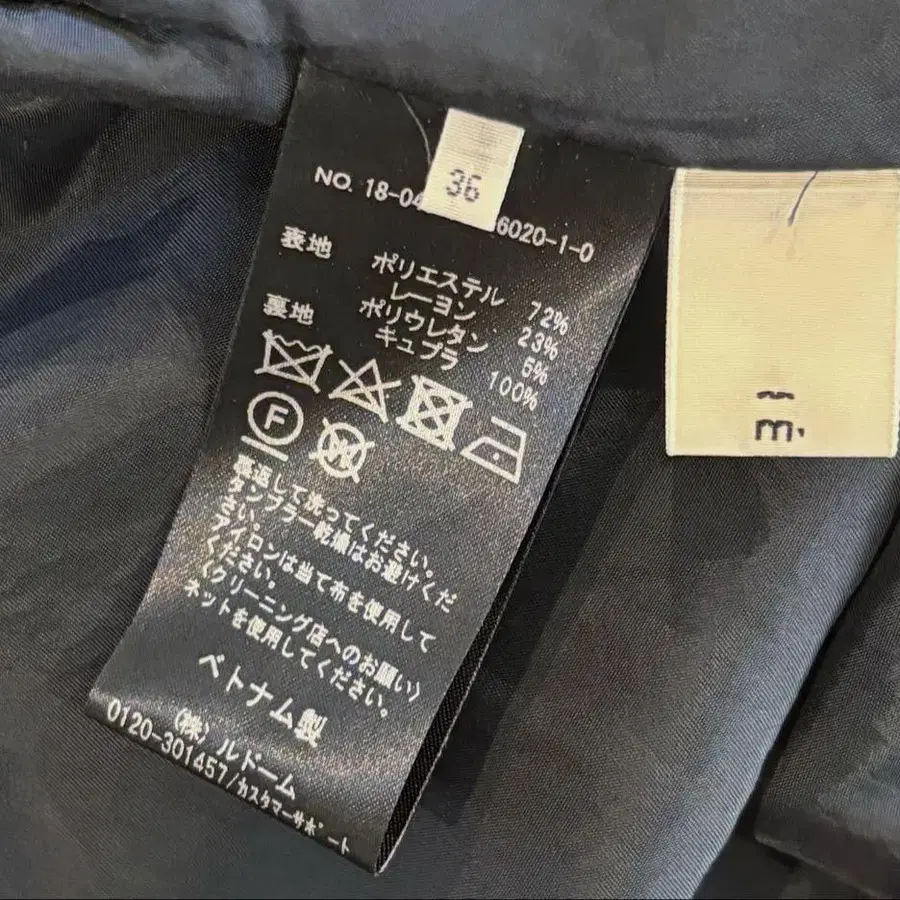 36
NO. 18-04 6020-1-0
表地 ポリエステル 72%
レーヨン 23%
ポリウレタン 5%
裏地 キュプラ 100%
F
裏返して洗ってください。
タンブラー乾燥はお避けくだ
さい。
アイロンは当て布を使用して
ください。
〈クリーニング店へのお願い〉
ネットを使用してください。
ベトナム製
(株)ルドーム
0120-301457/カスタマーサポート